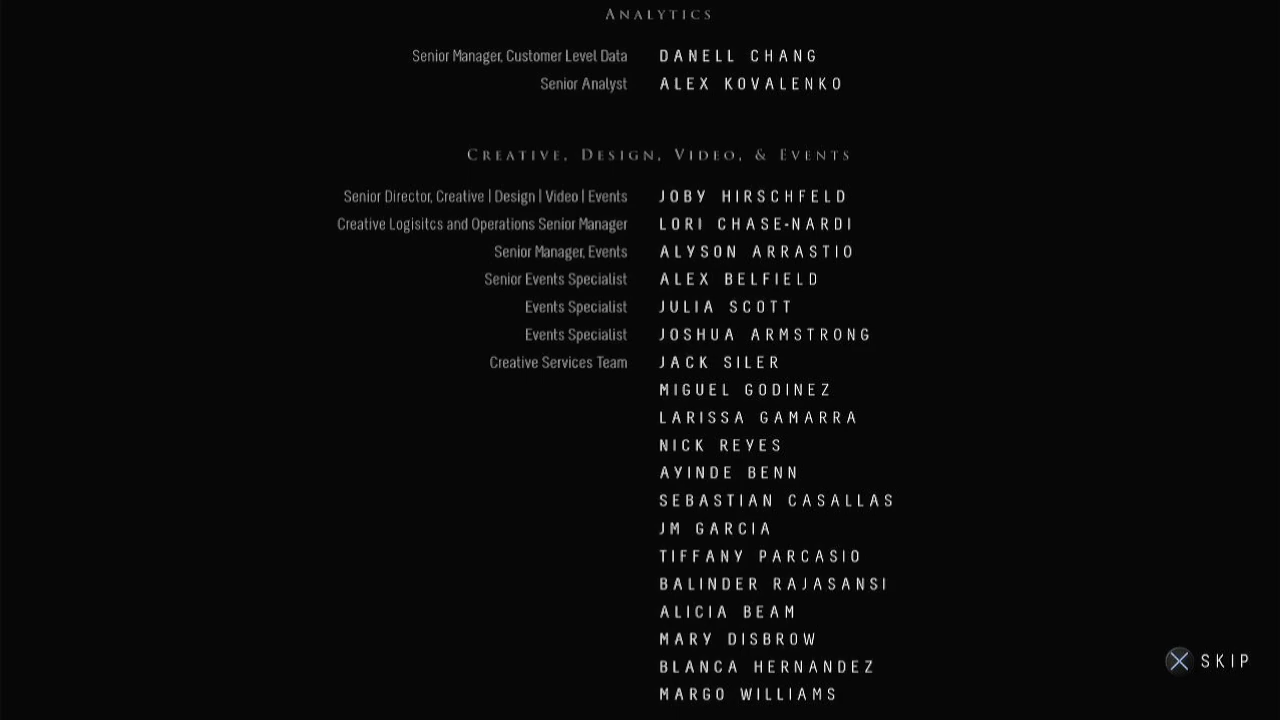 ANALYTICS
Senior Manager, Customer Level Data DANELL CHANG
Senior Analyst ALEX KOVALENKO
CREATIVE, DESIGN, VIDEO, & EVENTS
Senior Director, Creative | Design | Video | Events JOBY HIRSCHFELD
Creative Logisitcs and Operations Senior Manager LORI CHASE-NARDI
Senior Manager, Events ALYSON ARRASTIO
Senior Events Specialist ALEX BELFIELD
Events Specialist JULIA SCOTT
Events Specialist JOSHUA ARMSTRONG
Creative Services Team JACK SILER
MIGUEL GODINEZ
LARISSA GAMARRA
NICK REYES
AYINDE BENN
SEBASTIAN CASALLAS
JM GARCIA
TIFFANY PARCASIO
BALINDER RAJASANSI
ALICIA BEAM
MARY DISBROW
BLANCA HERNANDEZ
MARGO WILLIAMS
SKIP